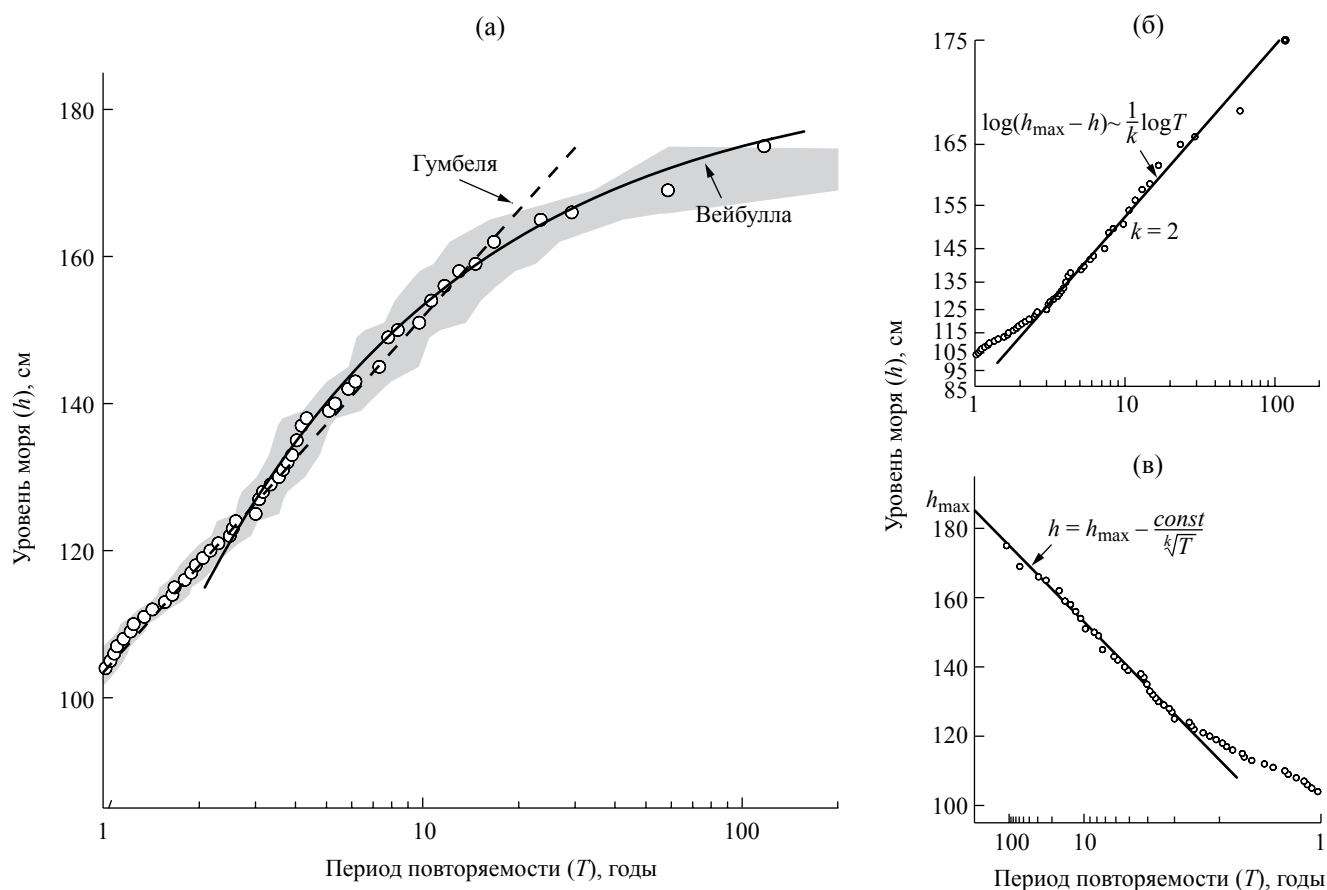 (а)
180
160
140
120
100
Уровень моря (h), см
Гумбеля
Вейбулла
1
10
100
Период повторяемости (T), годы
(б)
175
165
155
145
135
125
115
105
95
85
Уровень моря (h), см
log(hmax – h)~ 1/k logT
k = 2
1
10
100
(в)
hmax
180
160
140
120
100
h = hmax – const/ᵏ√T
100
10
1
Период повторяемости (T), годы